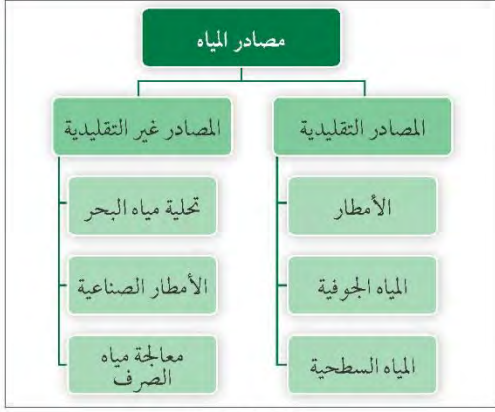 مصادر المياه
المصادر التقليدية
المصادر غير التقليدية
الأمطار
تحلية مياه البحر
المياه الجوفية
الأمطار الصناعية
المياه السطحية
معالجة مياه
الصرف